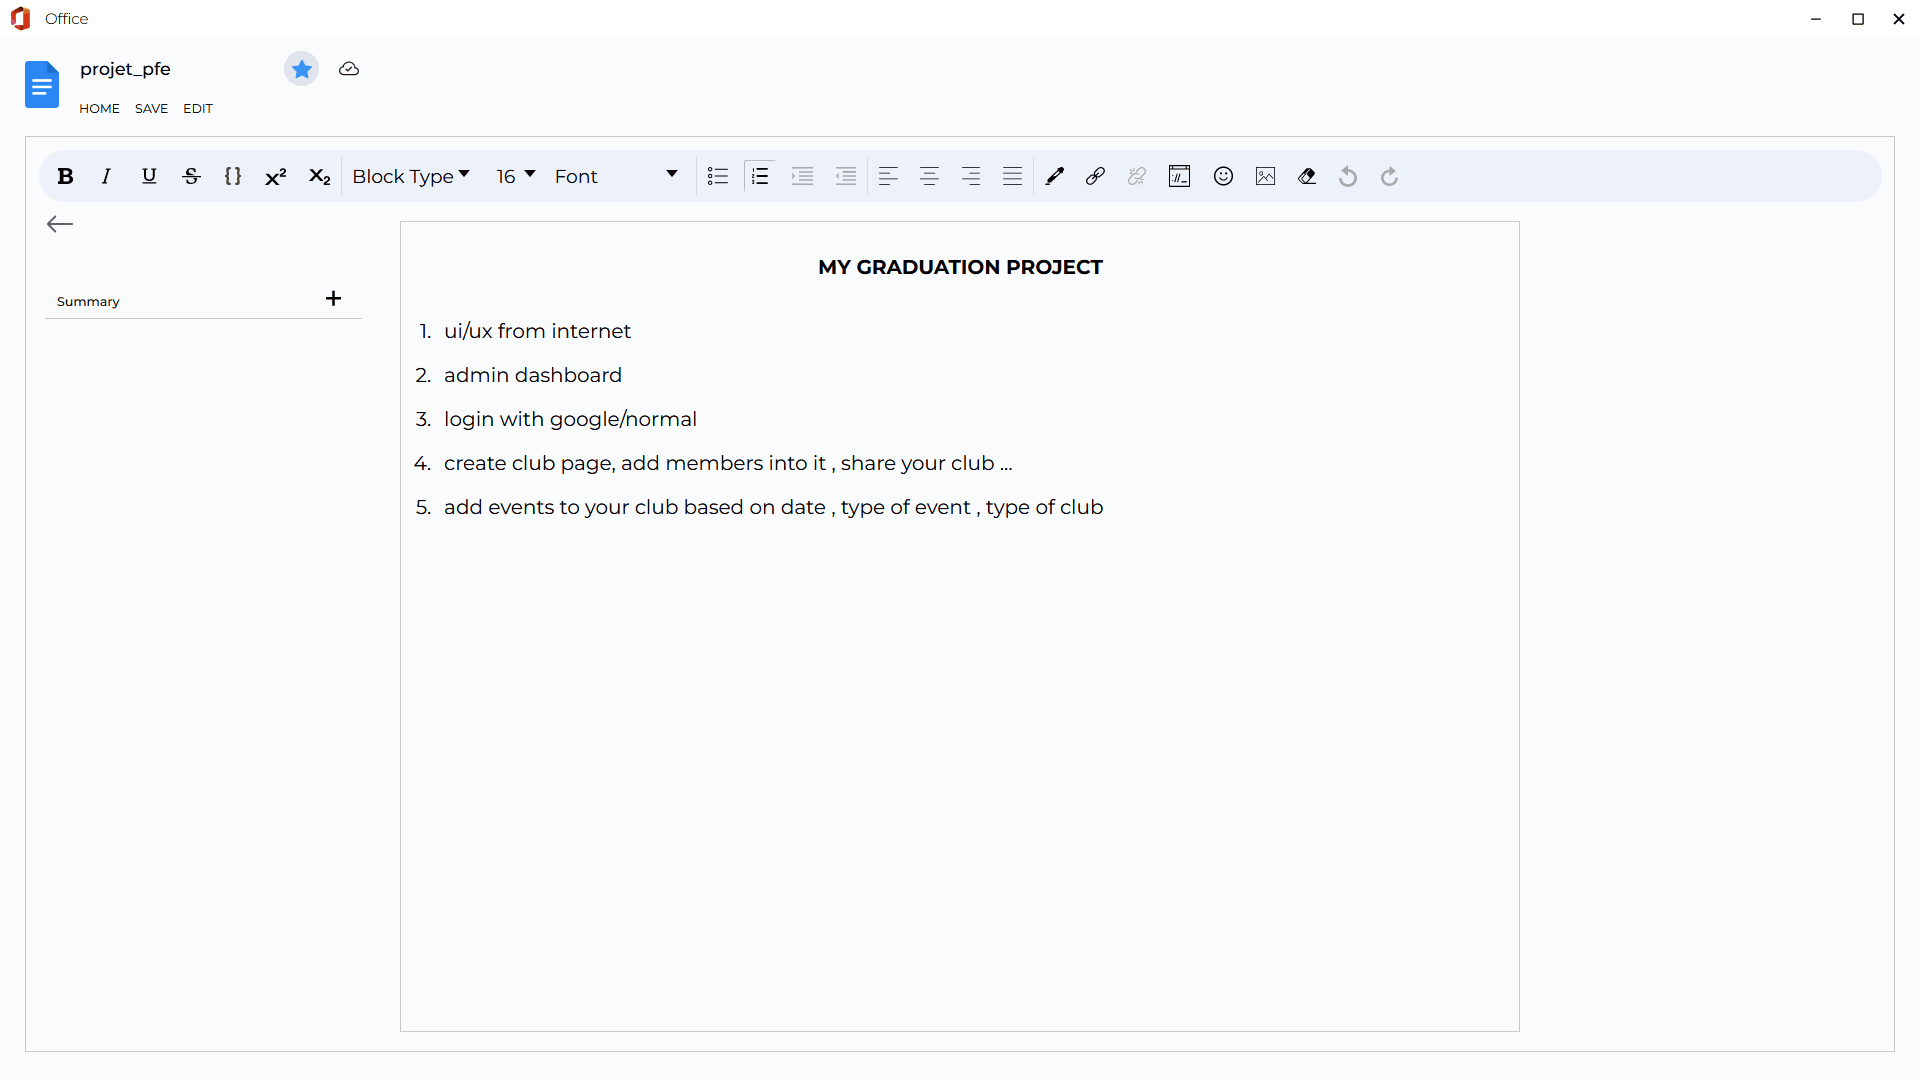 Office
projet_pfe
HOME SAVE EDIT
B I U S {} x² x₂ Block Type 16 Font
Summary +
MY GRADUATION PROJECT
1. ui/ux from internet
2. admin dashboard
3. login with google/normal
4. create club page, add members into it , share your club ...
5. add events to your club based on date , type of event , type of club